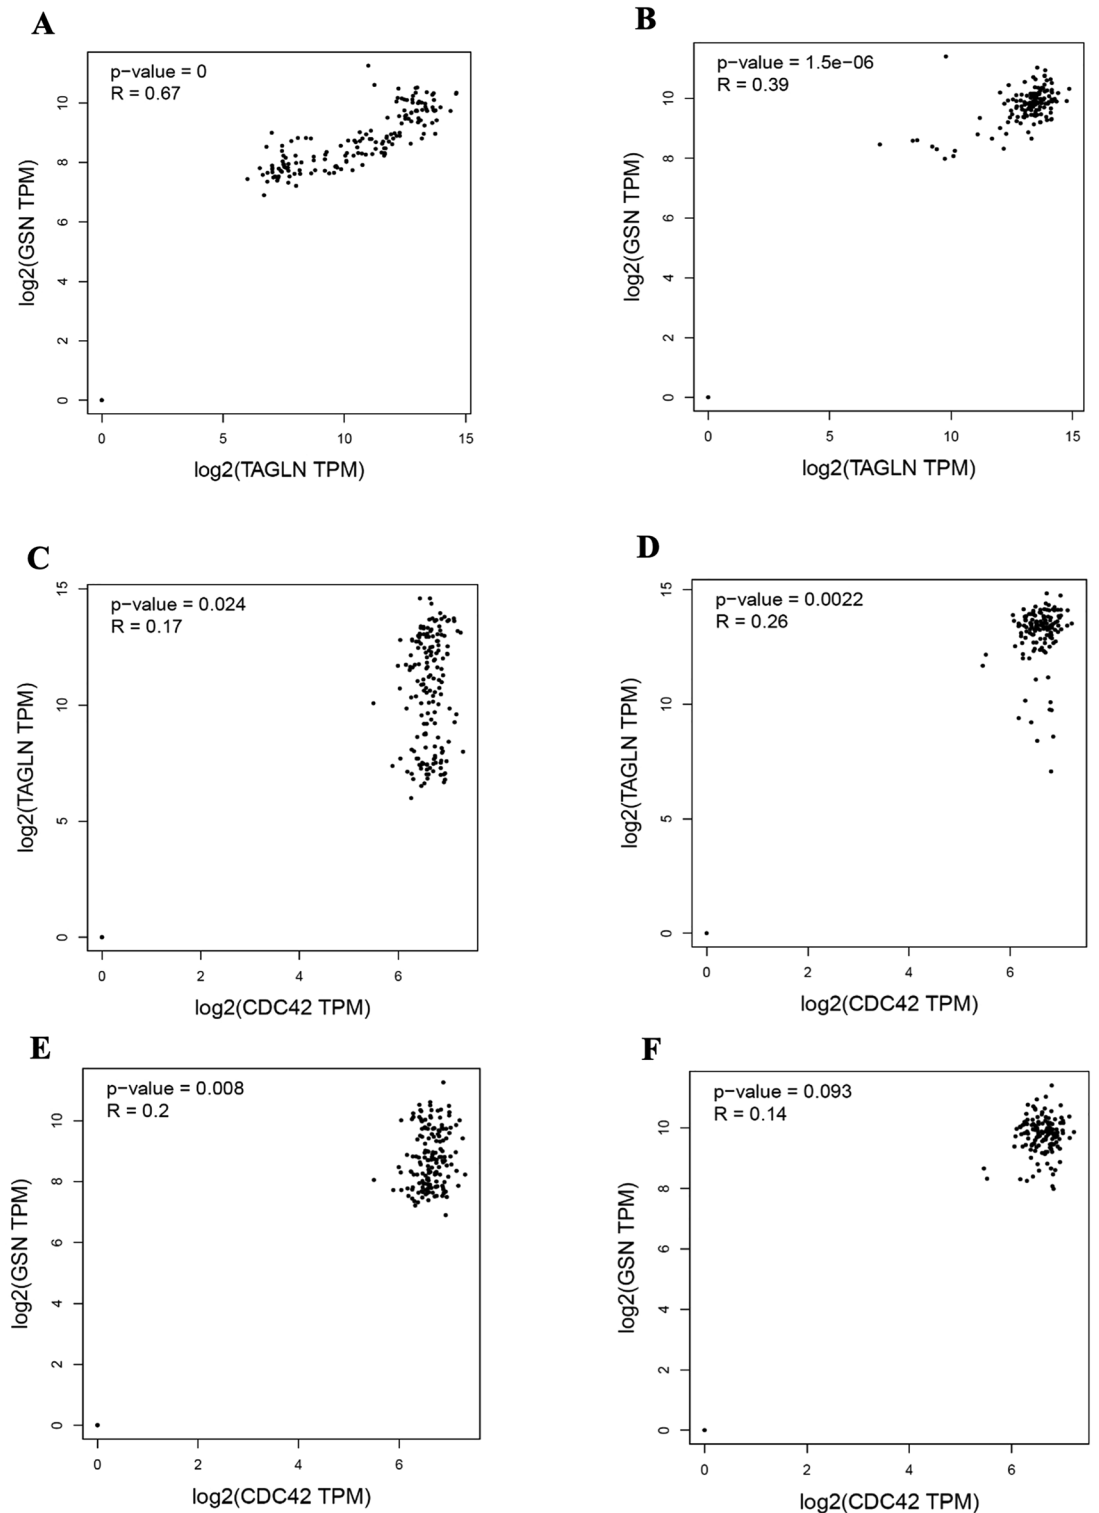 A
p−value = 0
R = 0.67
log2(GSN TPM)
0
2
4
6
8
10
0 5 10 15
log2(TAGLN TPM)
B
p−value = 1.5e−06
R = 0.39
log2(GSN TPM)
0
2
4
6
8
10
0 5 10 15
log2(TAGLN TPM)
C
p−value = 0.024
R = 0.17
log2(TAGLN TPM)
0
5
10
15
0 2 4 6
log2(CDC42 TPM)
D
p−value = 0.0022
R = 0.26
log2(TAGLN TPM)
0
5
10
15
0 2 4 6
log2(CDC42 TPM)
E
p−value = 0.008
R = 0.2
log2(GSN TPM)
0
2
4
6
8
10
0 2 4 6
log2(CDC42 TPM)
F
p−value = 0.093
R = 0.14
log2(GSN TPM)
0
2
4
6
8
10
0 2 4 6
log2(CDC42 TPM)